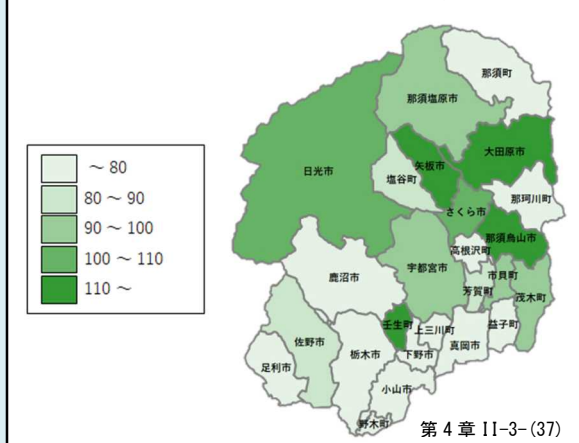 ～80
80～90
90～100
100～110
110～
那須町
那須塩原市
大田原市
矢板市
日光市
塩谷町
那珂川町
さくら市
那須烏山市
高根沢町
宇都宮市
市貝町
鹿沼市
芳賀町
茂木町
壬生町
上三川町
益子町
佐野市
真岡市
栃木市
下野市
足利市
小山市
野木町
第4章 II-3-(37)